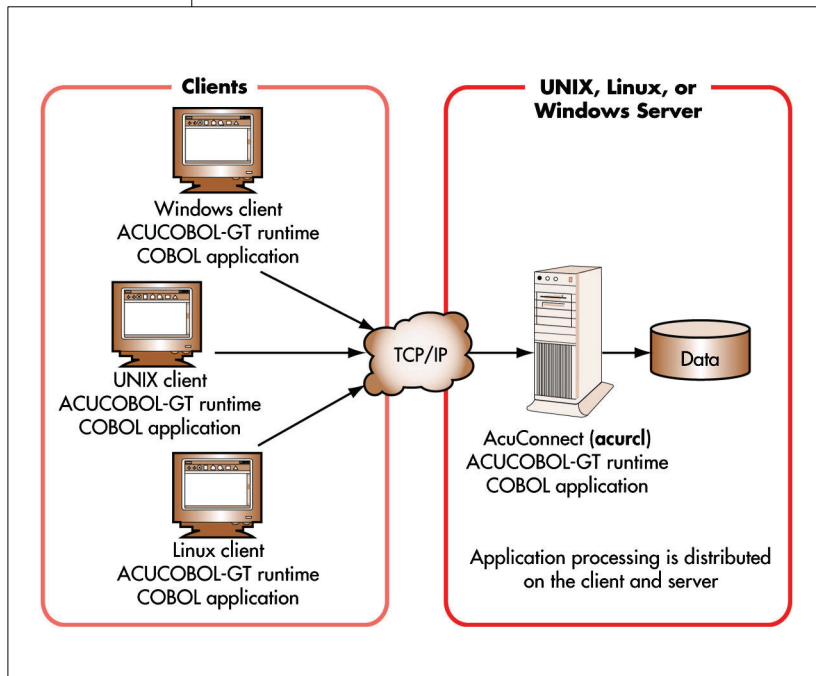 Clients
Windows client
ACUCOBOL-GT runtime
COBOL application
UNIX client
ACUCOBOL-GT runtime
COBOL application
Linux client
ACUCOBOL-GT runtime
COBOL application
TCP/IP
UNIX, Linux, or
Windows Server
Data
AcuConnect (acurcl)
ACUCOBOL-GT runtime
COBOL application
Application processing is distributed
on the client and server